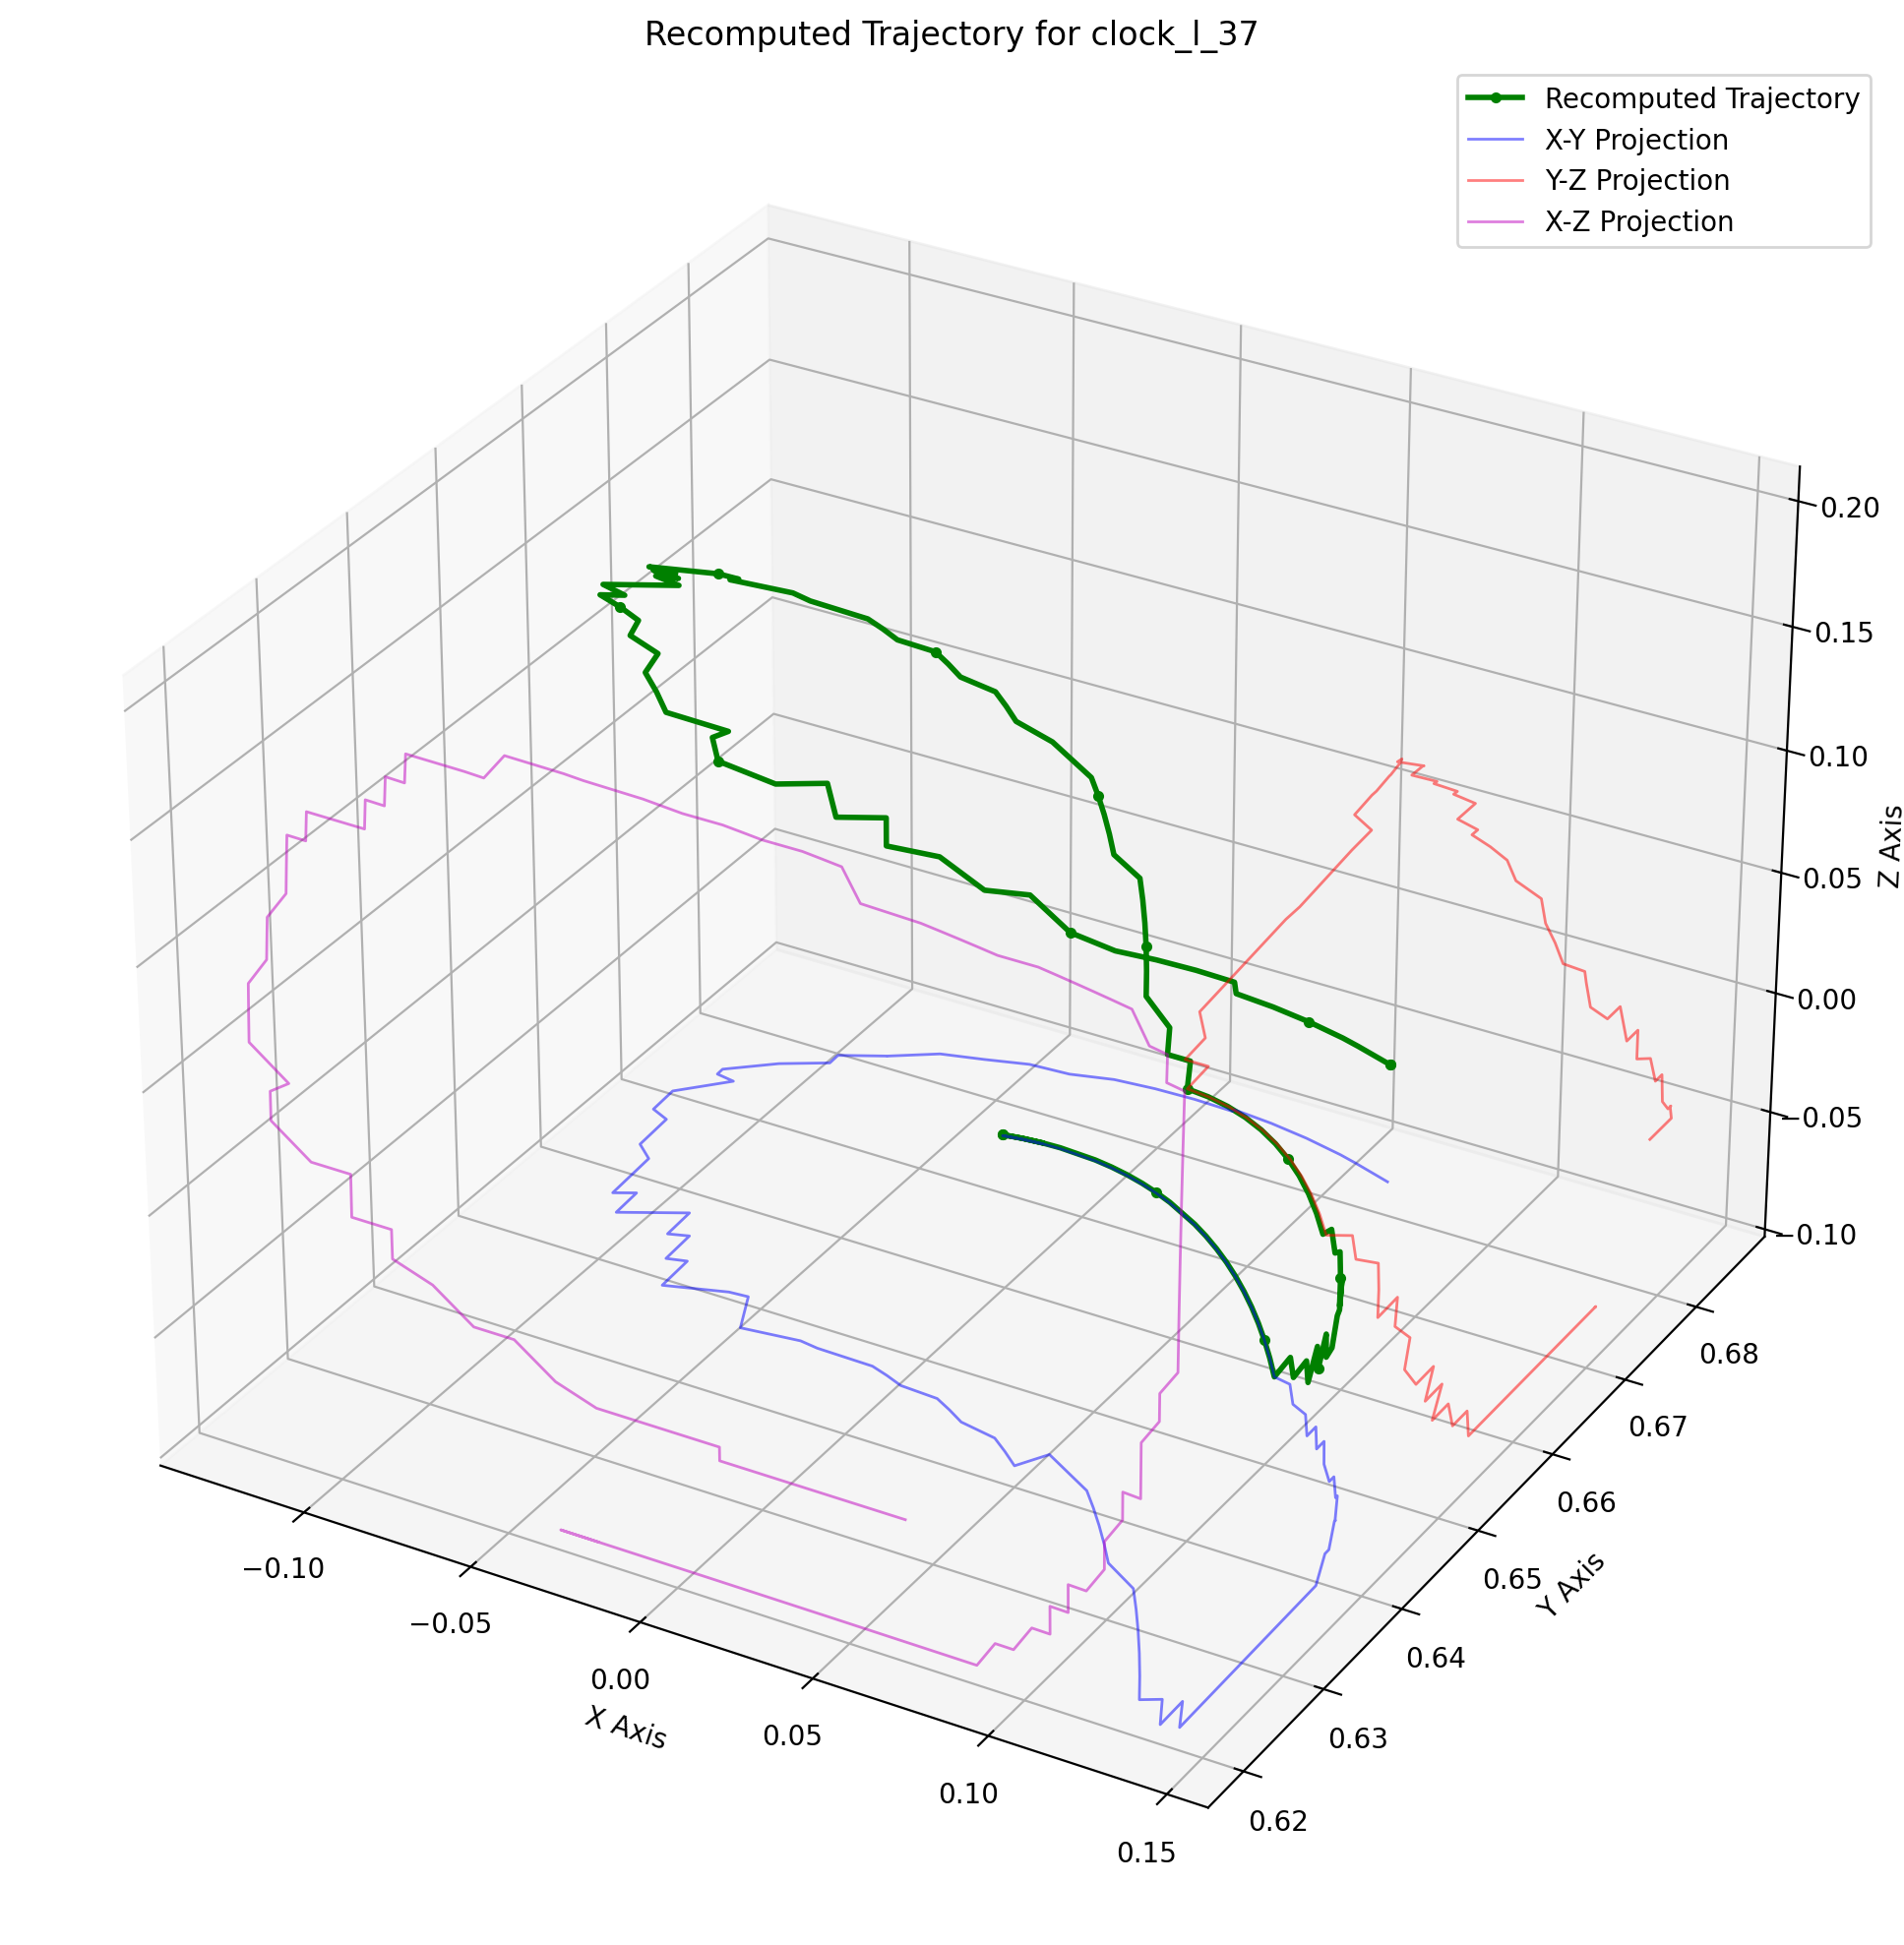 Recomputed Trajectory for clock_l_37
Recomputed Trajectory
X-Y Projection
Y-Z Projection
X-Z Projection
0.20
0.15
0.10
0.05
0.00
−0.05
−0.10
Z Axis
0.68
0.67
0.66
0.65
0.64
0.63
0.62
Y Axis
−0.10
−0.05
0.00
0.05
0.10
0.15
X Axis